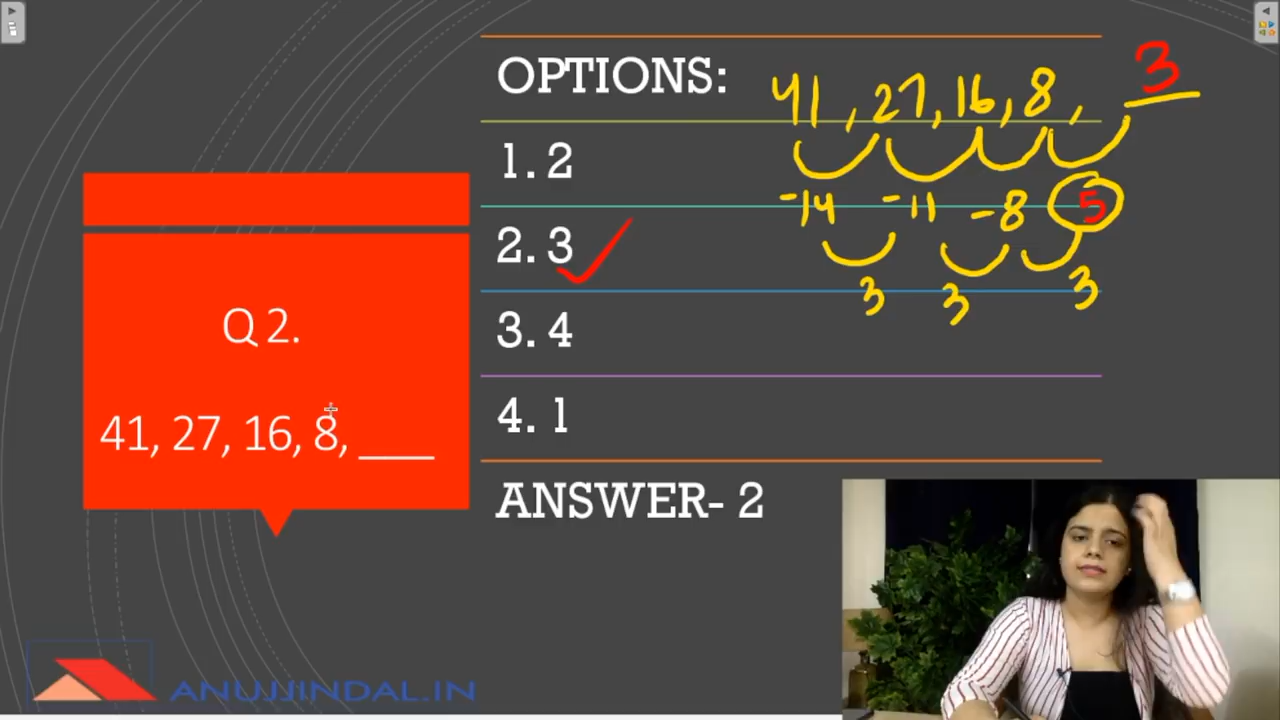 OPTIONS:
1. 2
2. 3
3. 4
4. 1
ANSWER- 2
Q 2.
41, 27, 16, 8, ____
41, 27, 16, 8, 3
-14 -11 -8 5
3 3 3
ANUJJINDAL.IN